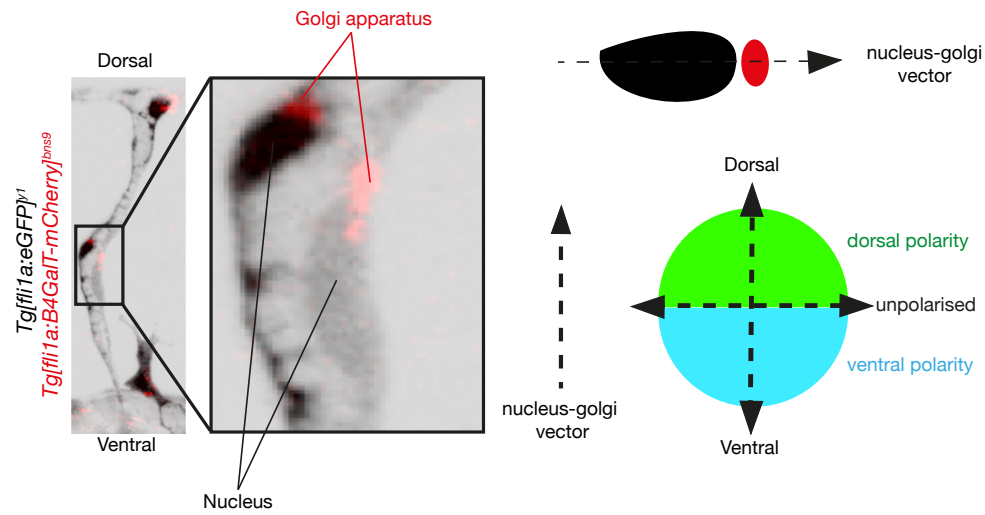 Golgi apparatus
Dorsal
Tg[fli1a:eGFP]y1
Tg[fli1a:B4GalT-mCherry]bns9
Ventral
Nucleus
nucleus-golgi
vector
Dorsal
dorsal polarity
unpolarised
ventral polarity
nucleus-golgi
vector
Ventral